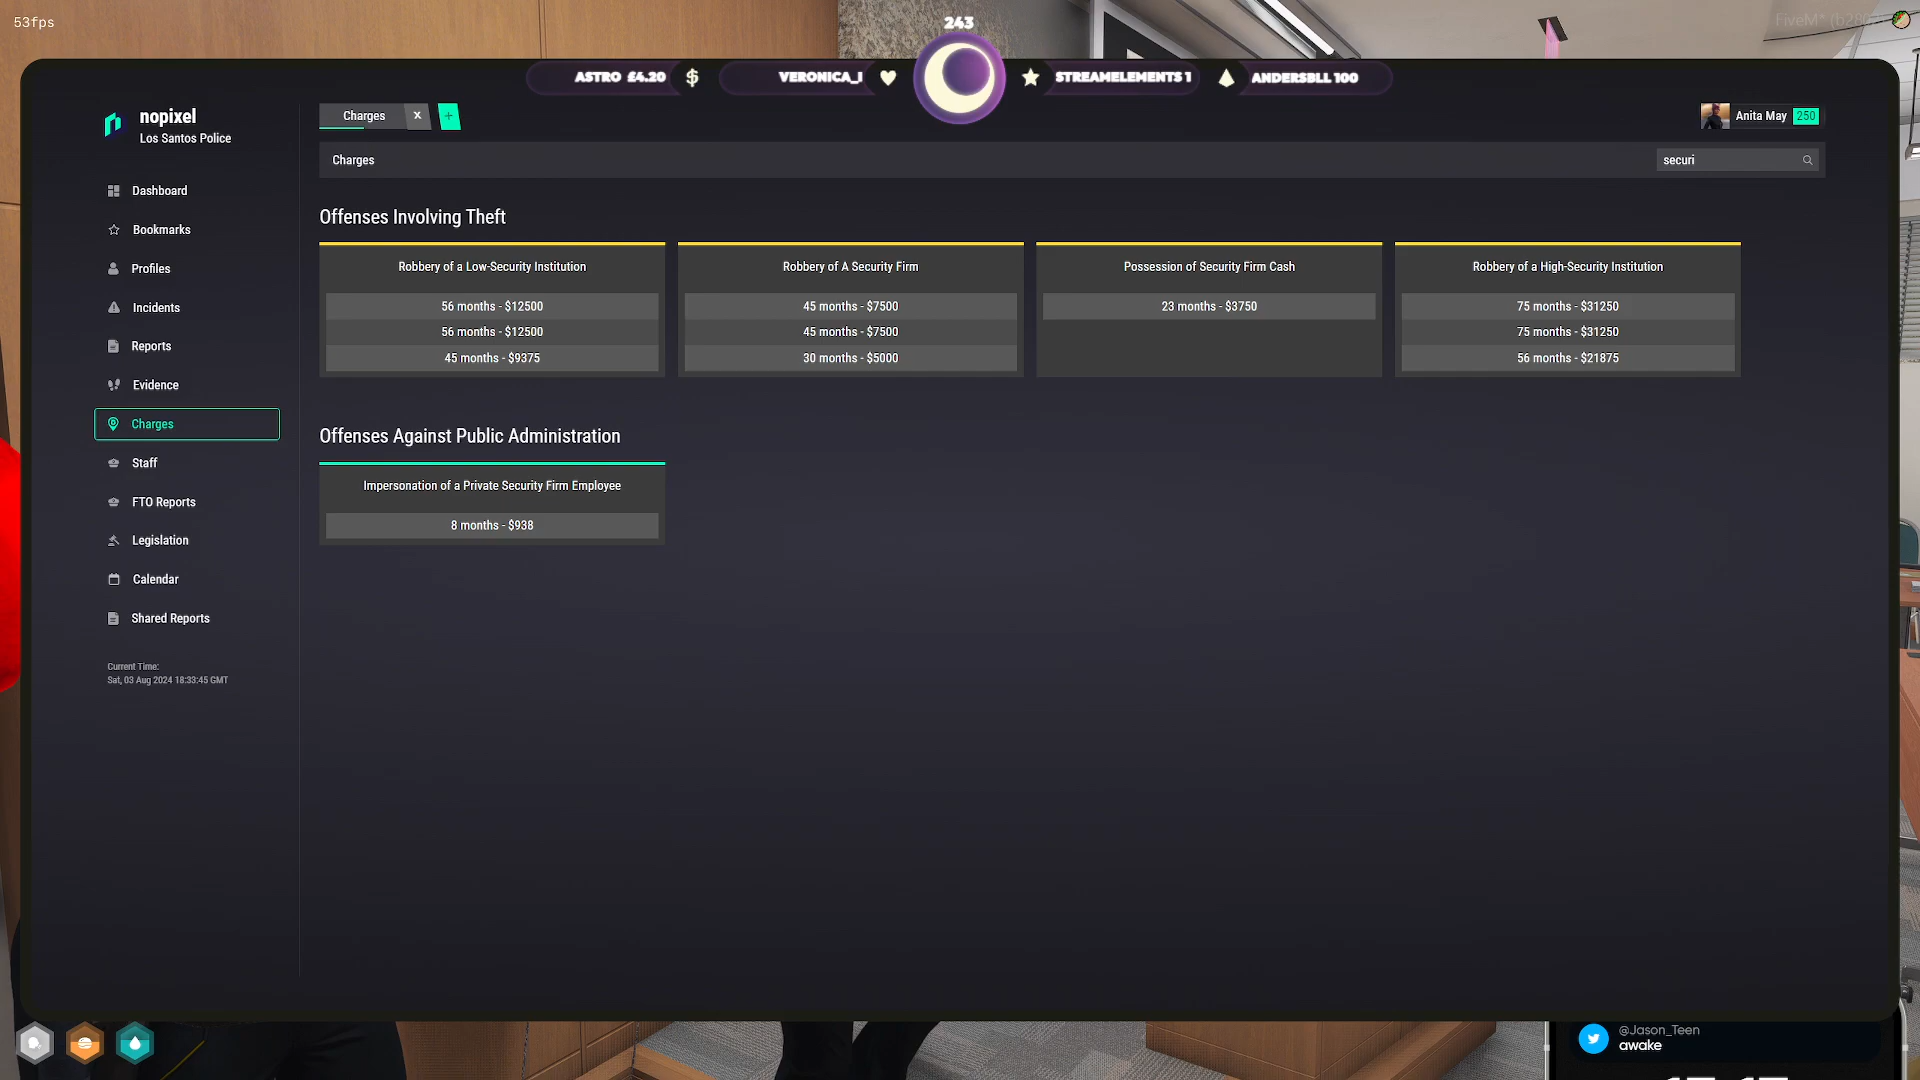 53fps
243
FiveM* (b28
ASTRO £4.20
VERONICA_I
STREAMELEMENTS 1
ANDERSBLL 100
nopixel
Los Santos Police
Charges x +
Anita May 250
Charges
securi
Dashboard
Bookmarks
Profiles
Incidents
Reports
Evidence
Charges
Staff
FTO Reports
Legislation
Calendar
Shared Reports
Current Time:
Sat, 03 Aug 2024 18:33:45 GMT
Offenses Involving Theft
Robbery of a Low-Security Institution
56 months - $12500
56 months - $12500
45 months - $9375
Robbery of A Security Firm
45 months - $7500
45 months - $7500
30 months - $5000
Possession of Security Firm Cash
23 months - $3750
Robbery of a High-Security Institution
75 months - $31250
75 months - $31250
56 months - $21875
Offenses Against Public Administration
Impersonation of a Private Security Firm Employee
8 months - $938
@Jason_Teen
awake